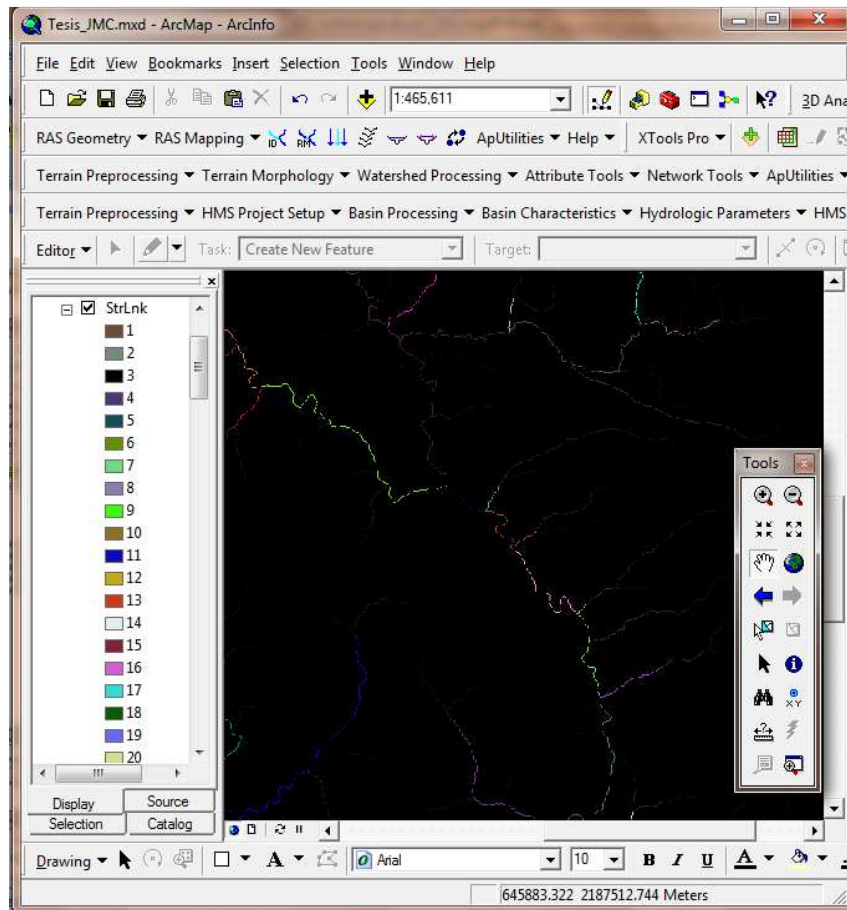 Tesis_JMC.mxd - ArcMap - ArcInfo
File Edit View Bookmarks Insert Selection Tools Window Help
1:465,611 3D Ana
RAS Geometry RAS Mapping ID RM ApUtilities Help XTools Pro
Terrain Preprocessing Terrain Morphology Watershed Processing Attribute Tools Network Tools ApUtilities
Terrain Preprocessing HMS Project Setup Basin Processing Basin Characteristics Hydrologic Parameters HMS
Editor Task: Create New Feature Target:
StrLnk
1
2
3
4
5
6
7
8
9
10
11
12
13
14
15
16
17
18
19
20
Display Source
Selection Catalog
Tools
XY
Drawing A Arial 10 B I U A
645883.322 2187512.744 Meters